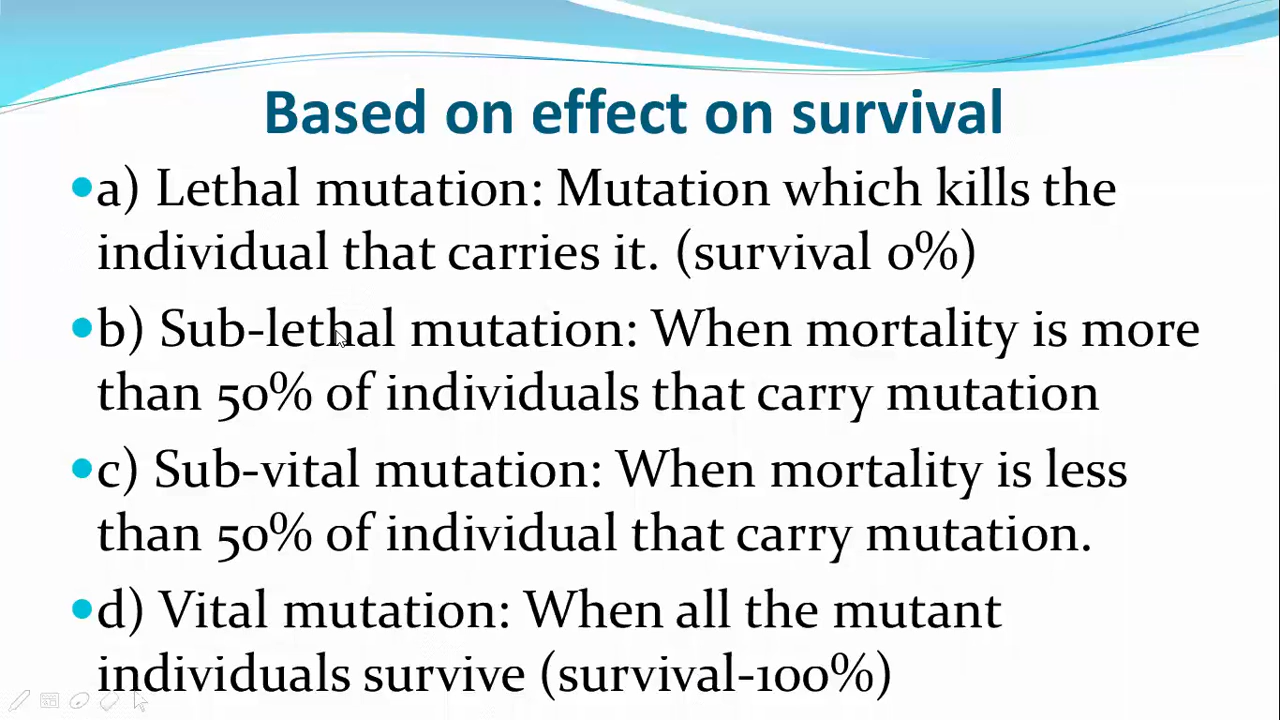 Based on effect on survival
•a) Lethal mutation: Mutation which kills the
individual that carries it. (survival 0%)
•b) Sub-lethal mutation: When mortality is more
than 50% of individuals that carry mutation
•c) Sub-vital mutation: When mortality is less
than 50% of individual that carry mutation.
•d) Vital mutation: When all the mutant
individuals survive (survival-100%)